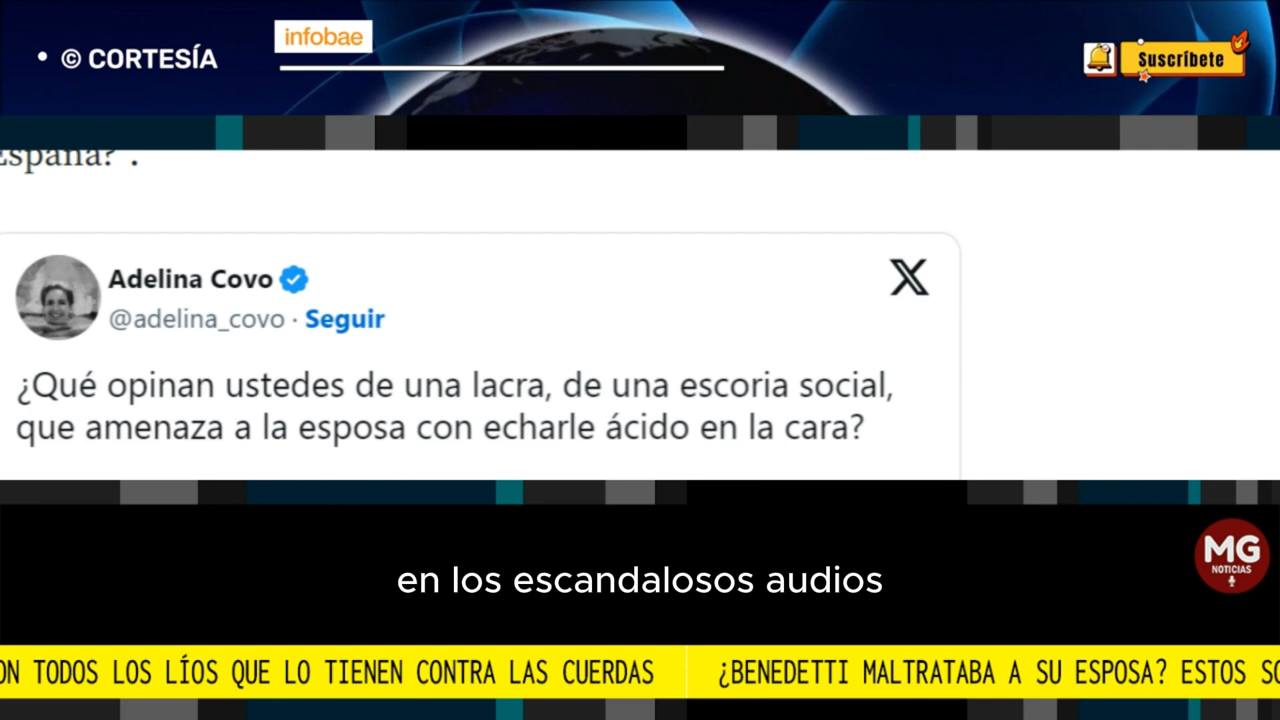 • © CORTESÍA
infobae
Suscríbete
España? .
Adelina Covo
@adelina_covo · Seguir
¿Qué opinan ustedes de una lacra, de una escoria social,
que amenaza a la esposa con echarle ácido en la cara?
en los escandalosos audios
MG
NOTICIAS
ON TODOS LOS LÍOS QUE LO TIENEN CONTRA LAS CUERDAS
¿BENEDETTI MALTRATABA A SU ESPOSA? ESTOS SO